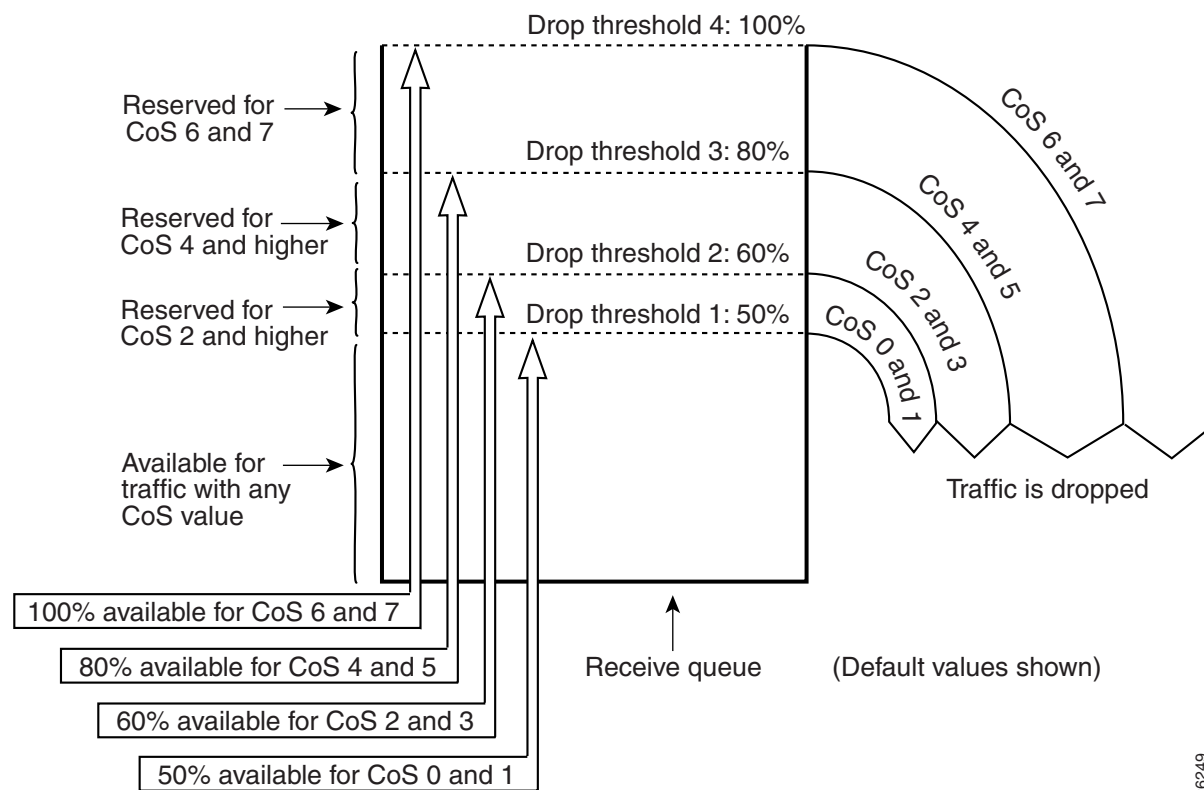 Drop threshold 4: 100%
Reserved for
CoS 6 and 7
Drop threshold 3: 80%
Reserved for
CoS 4 and higher
Drop threshold 2: 60%
Reserved for
CoS 2 and higher
Drop threshold 1: 50%
CoS 6 and 7
CoS 4 and 5
CoS 2 and 3
CoS 0 and 1
Available for
traffic with any
CoS value
Traffic is dropped
100% available for CoS 6 and 7
80% available for CoS 4 and 5
60% available for CoS 2 and 3
50% available for CoS 0 and 1
Receive queue
(Default values shown)
6249